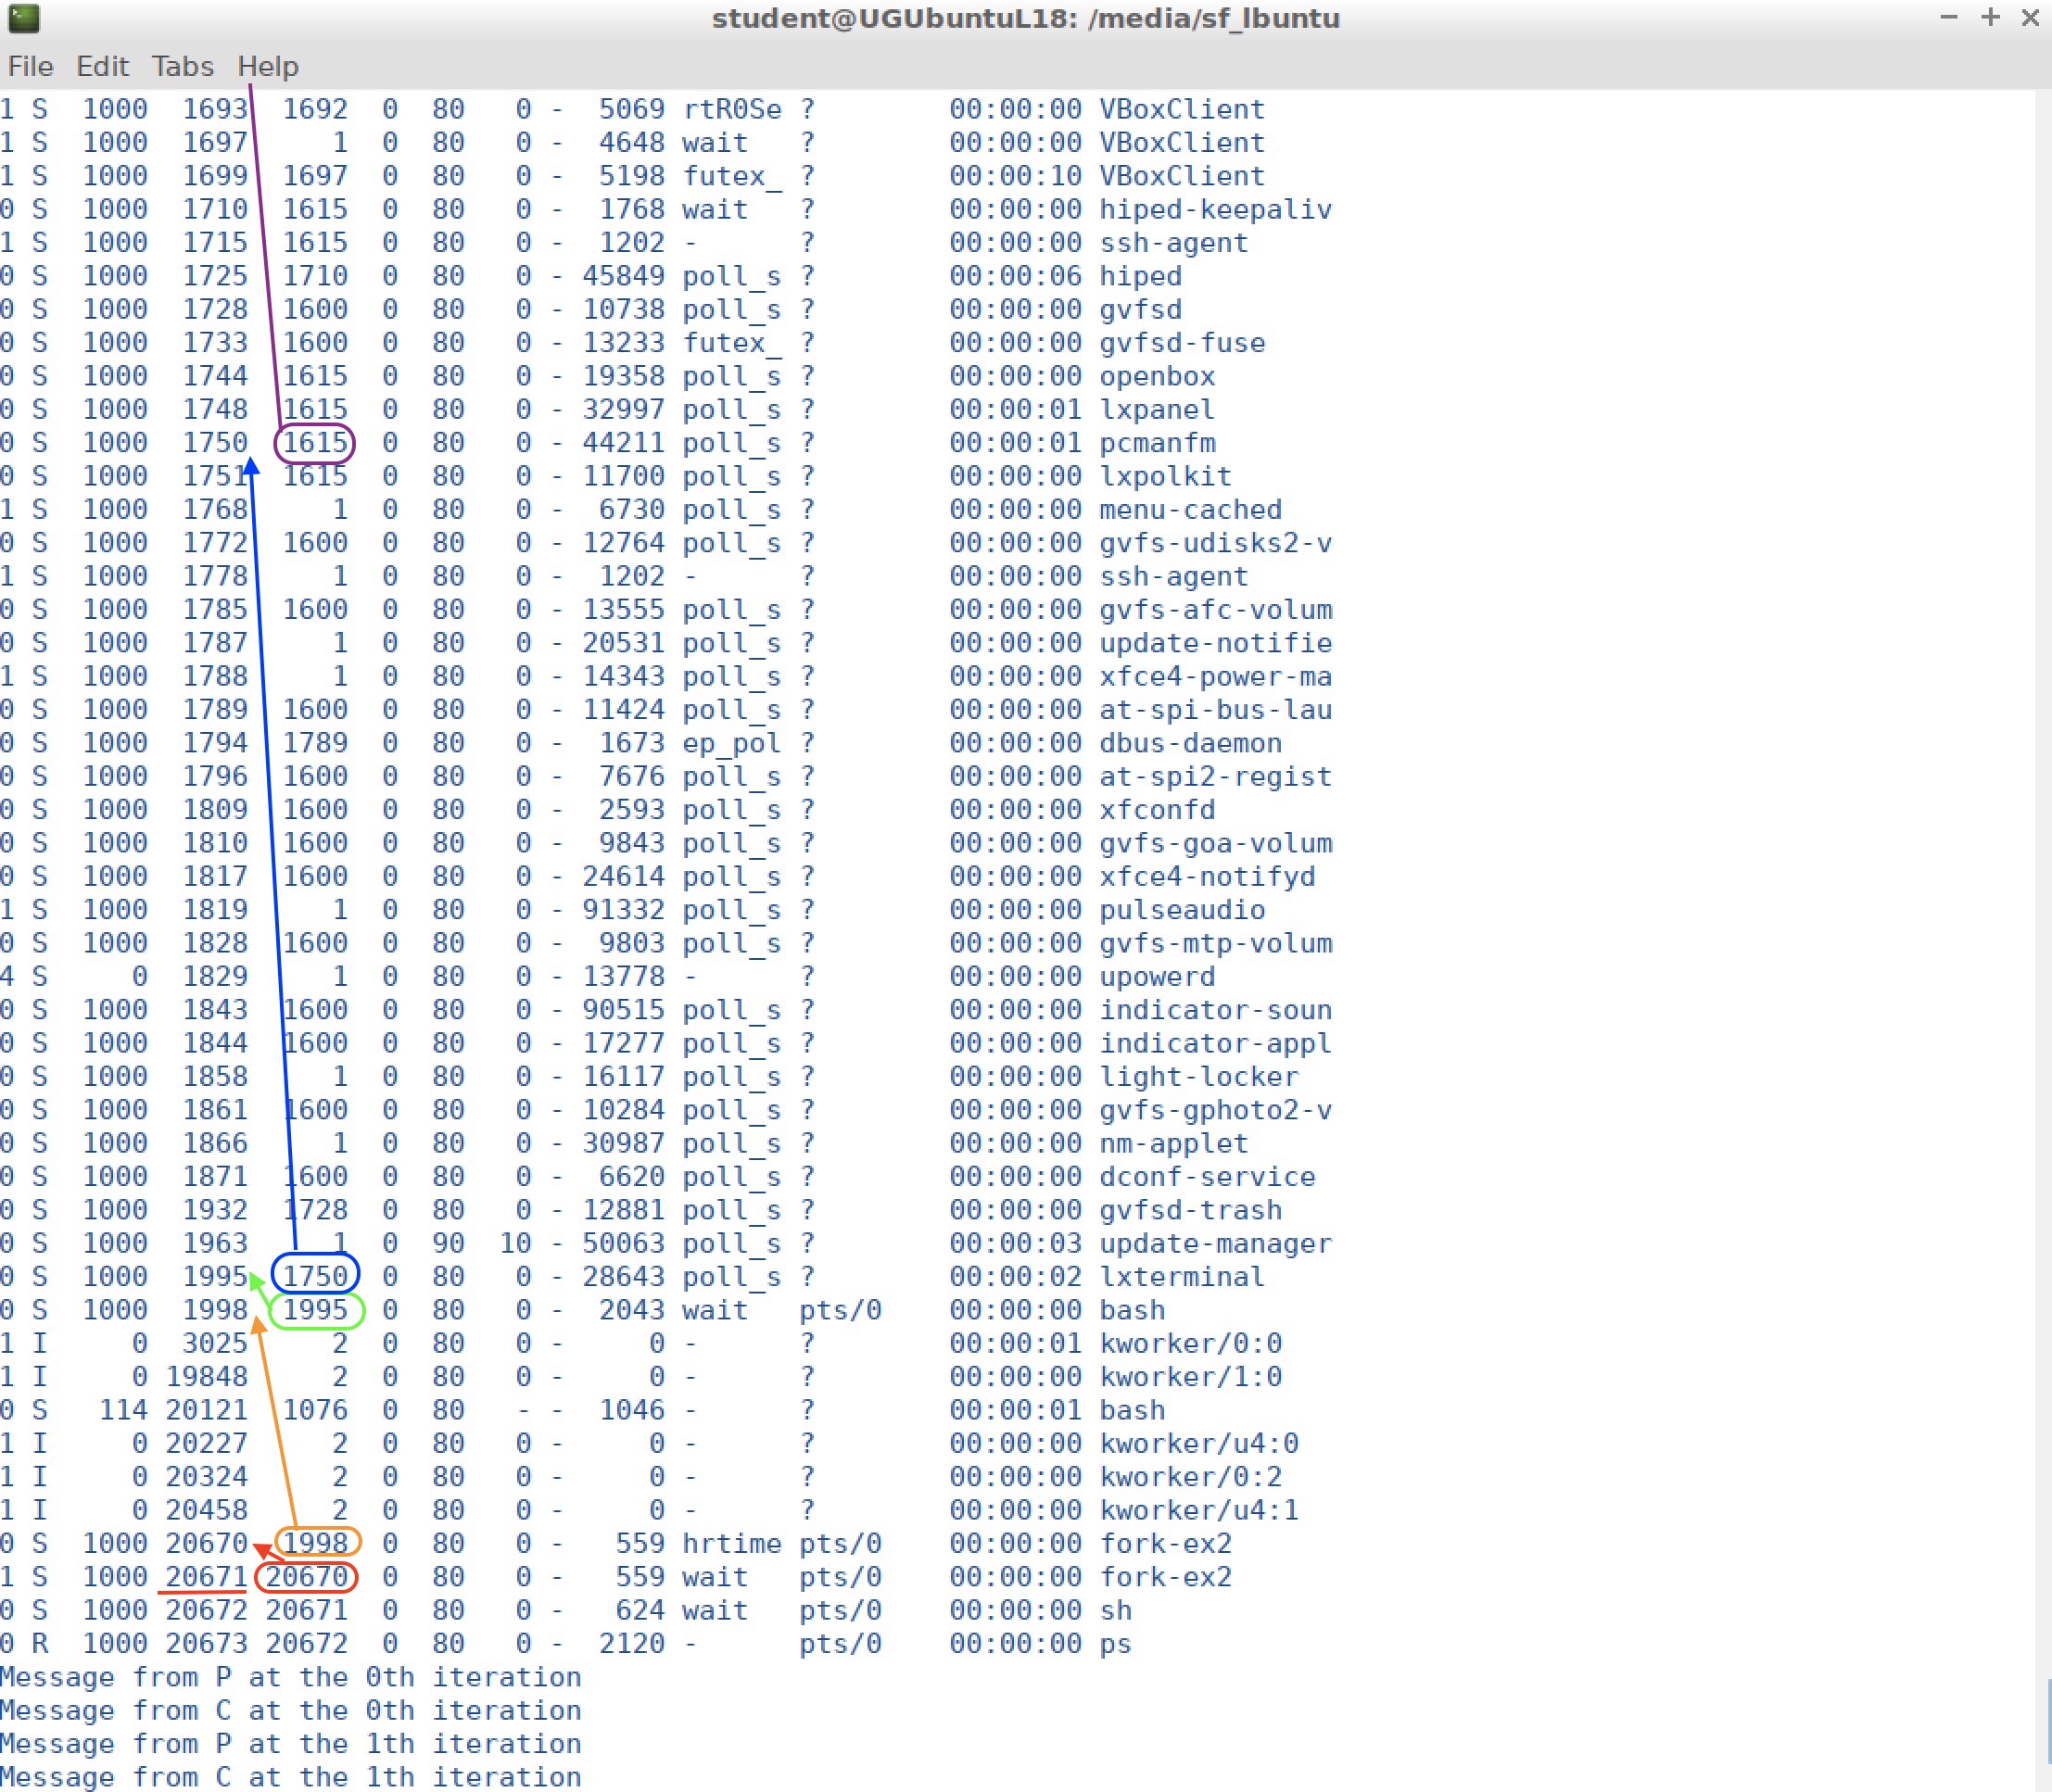 student@UGUbuntuL18: /media/sf_lbuntu
File Edit Tabs Help
1 S 1000 1693 1692 0 80 0 - 5069 rtR0Se ? 00:00:00 VBoxClient
1 S 1000 1697 1 0 80 0 - 4648 wait ? 00:00:00 VBoxClient
1 S 1000 1699 1697 0 80 0 - 5198 futex_ ? 00:00:10 VBoxClient
0 S 1000 1710 1615 0 80 0 - 1768 wait ? 00:00:00 hiped-keepaliv
1 S 1000 1715 1615 0 80 0 - 1202 - ? 00:00:00 ssh-agent
0 S 1000 1725 1710 0 80 0 - 45849 poll_s ? 00:00:06 hiped
0 S 1000 1728 1600 0 80 0 - 10738 poll_s ? 00:00:00 gvfsd
0 S 1000 1733 1600 0 80 0 - 13233 futex_ ? 00:00:00 gvfsd-fuse
0 S 1000 1744 1615 0 80 0 - 19358 poll_s ? 00:00:00 openbox
0 S 1000 1748 1615 0 80 0 - 32997 poll_s ? 00:00:01 lxpanel
0 S 1000 1750 1615 0 80 0 - 44211 poll_s ? 00:00:01 pcmanfm
0 S 1000 1751 1615 0 80 0 - 11700 poll_s ? 00:00:00 lxpolkit
1 S 1000 1768 1 0 80 0 - 6730 poll_s ? 00:00:00 menu-cached
0 S 1000 1772 1600 0 80 0 - 12764 poll_s ? 00:00:00 gvfs-udisks2-v
1 S 1000 1778 1 0 80 0 - 1202 - ? 00:00:00 ssh-agent
0 S 1000 1785 1600 0 80 0 - 13555 poll_s ? 00:00:00 gvfs-afc-volum
0 S 1000 1787 1 0 80 0 - 20531 poll_s ? 00:00:00 update-notifie
1 S 1000 1788 1 0 80 0 - 14343 poll_s ? 00:00:00 xfce4-power-ma
0 S 1000 1789 1600 0 80 0 - 11424 poll_s ? 00:00:00 at-spi-bus-lau
0 S 1000 1794 1789 0 80 0 - 1673 ep_pol ? 00:00:00 dbus-daemon
0 S 1000 1796 1600 0 80 0 - 7676 poll_s ? 00:00:00 at-spi2-regist
0 S 1000 1809 1600 0 80 0 - 2593 poll_s ? 00:00:00 xfconfd
0 S 1000 1810 1600 0 80 0 - 9843 poll_s ? 00:00:00 gvfs-goa-volum
0 S 1000 1817 1600 0 80 0 - 24614 poll_s ? 00:00:00 xfce4-notifyd
1 S 1000 1819 1 0 80 0 - 91332 poll_s ? 00:00:00 pulseaudio
0 S 1000 1828 1600 0 80 0 - 9803 poll_s ? 00:00:00 gvfs-mtp-volum
4 S 0 1829 1 0 80 0 - 13778 - ? 00:00:00 upowerd
0 S 1000 1843 1600 0 80 0 - 90515 poll_s ? 00:00:00 indicator-soun
0 S 1000 1844 1600 0 80 0 - 17277 poll_s ? 00:00:00 indicator-appl
0 S 1000 1858 1 0 80 0 - 16117 poll_s ? 00:00:00 light-locker
0 S 1000 1861 1600 0 80 0 - 10284 poll_s ? 00:00:00 gvfs-gphoto2-v
0 S 1000 1866 1 0 80 0 - 30987 poll_s ? 00:00:00 nm-applet
0 S 1000 1871 1600 0 80 0 - 6620 poll_s ? 00:00:00 dconf-service
0 S 1000 1932 1728 0 80 0 - 12881 poll_s ? 00:00:00 gvfsd-trash
0 S 1000 1963 1 0 90 10 - 50063 poll_s ? 00:00:03 update-manager
0 S 1000 1995 1750 0 80 0 - 28643 poll_s ? 00:00:02 lxterminal
0 S 1000 1998 1995 0 80 0 - 2043 wait pts/0 00:00:00 bash
1 I 0 3025 2 0 80 0 - 0 - ? 00:00:01 kworker/0:0
1 I 0 19848 2 0 80 0 - 0 - ? 00:00:00 kworker/1:0
0 S 114 20121 1076 0 80 - - 1046 - ? 00:00:01 bash
1 I 0 20227 2 0 80 0 - 0 - ? 00:00:00 kworker/u4:0
1 I 0 20324 2 0 80 0 - 0 - ? 00:00:00 kworker/0:2
1 I 0 20458 2 0 80 0 - 0 - ? 00:00:00 kworker/u4:1
0 S 1000 20670 1998 0 80 0 - 559 hrtime pts/0 00:00:00 fork-ex2
1 S 1000 20671 20670 0 80 0 - 559 wait pts/0 00:00:00 fork-ex2
0 S 1000 20672 20671 0 80 0 - 624 wait pts/0 00:00:00 sh
0 R 1000 20673 20672 0 80 0 - 2120 - pts/0 00:00:00 ps
Message from P at the 0th iteration
Message from C at the 0th iteration
Message from P at the 1th iteration
Message from C at the 1th iteration